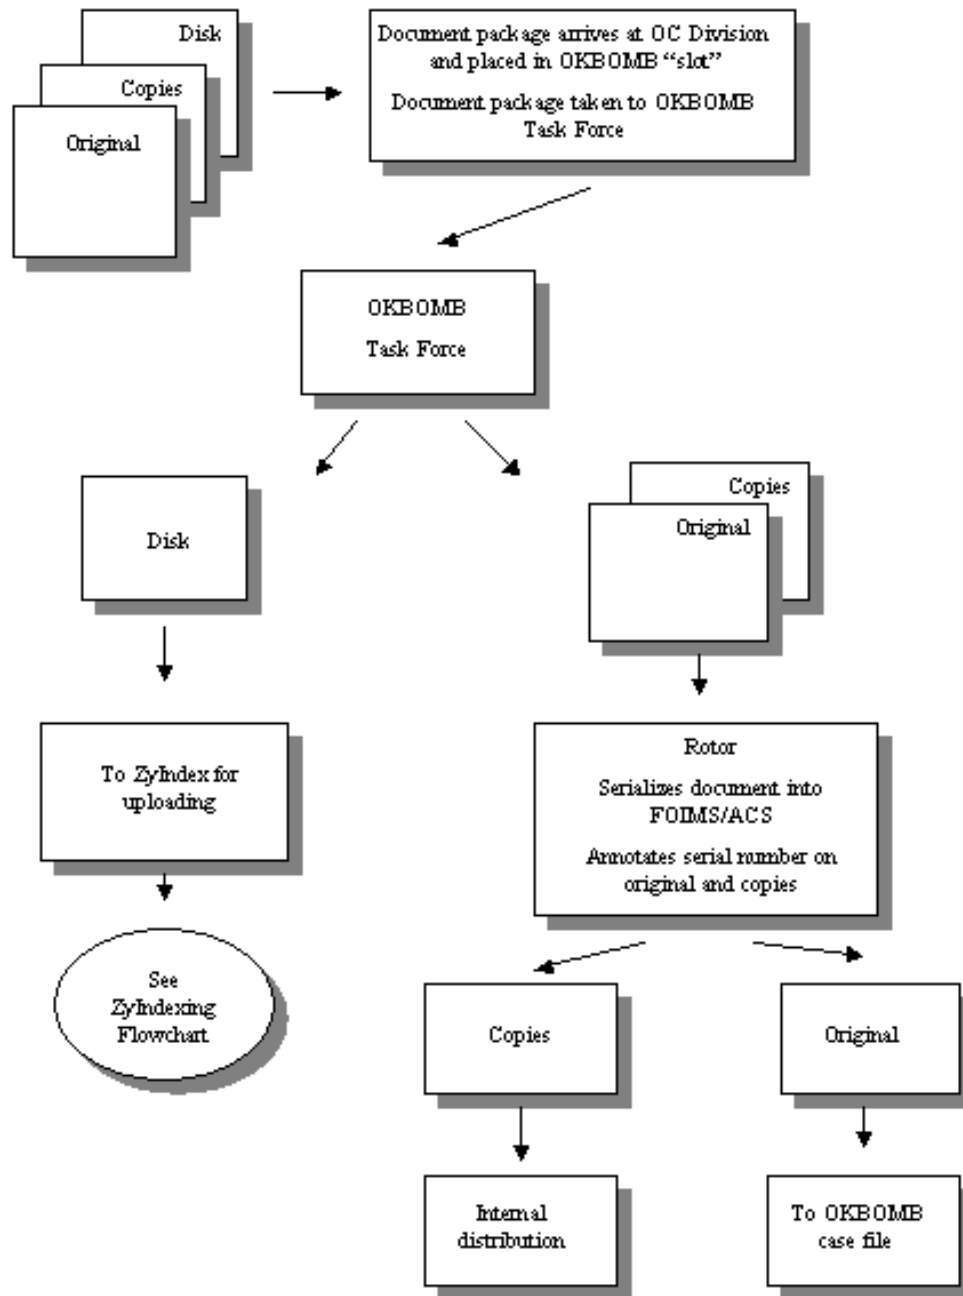 Disk
Copies
Original
Document package arrives at OC Division
and placed in OKBOMB “slot”
Document package taken to OKBOMB
Task Force
OKBOMB
Task Force
Disk
Copies
Original
To ZyIndex for
uploading
Rotor
Serializes document into
FOIMS/ACS
Annotates serial number on
original and copies
See
ZyIndexing
Flowchart
Copies
Original
Internal
distribution
To OKBOMB
case file